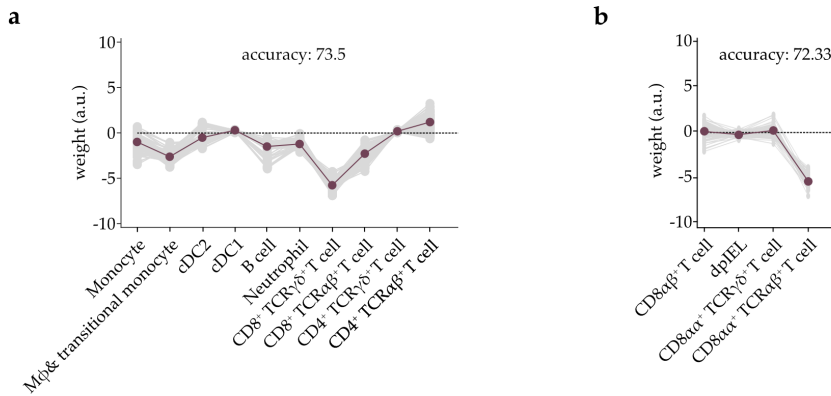 a
10
5
0
-5
-10
weight (a.u.)
accuracy: 73.5
Monocyte
Mϕ& transitional monocyte
cDC2
cDC1
B cell
Neutrophil
CD8⁺ TCRγδ⁺T cell
CD8⁺ TCRαβ⁺T cell
CD4⁺ TCRγδ⁺T cell
CD4⁺ TCRαβ⁺T cell
b
10
5
0
-5
-10
weight (a.u.)
accuracy: 72.33
CD8αβ⁺T cell
dpIEL
CD8αα⁺TCRγδ⁺T cell
CD8αα⁺TCRαβ⁺T cell